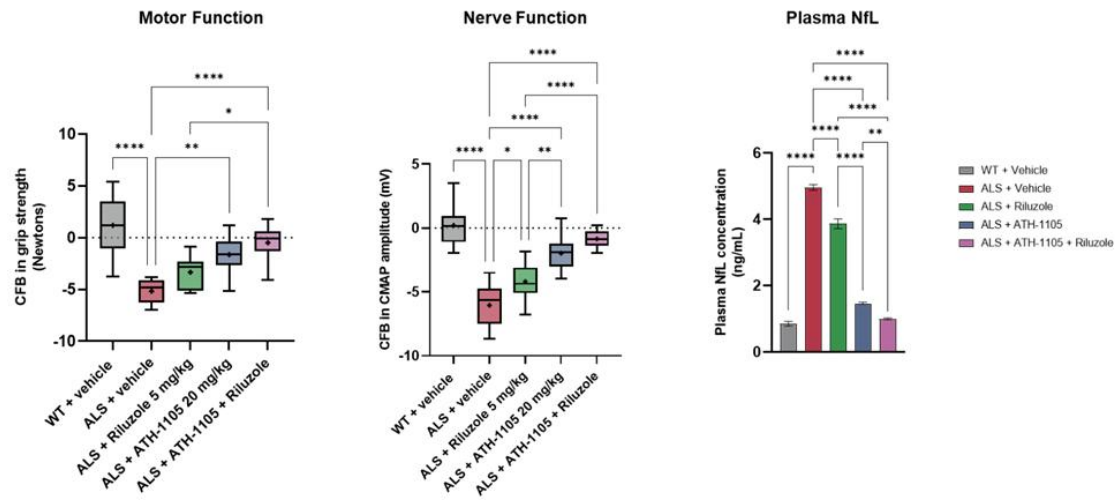 Motor Function
CFB in grip strength
(Newtons)
10
5
0
-5
-10
****
*
****
**
WT + vehicle
ALS + vehicle
ALS + Riluzole 5 mg/kg
ALS + ATH-1105 20 mg/kg
ALS + ATH-1105 + Riluzole
Nerve Function
CFB in CMAP amplitude (mV)
5
0
-5
-10
****
****
****
****
*
**
WT + vehicle
ALS + vehicle
ALS + Riluzole 5 mg/kg
ALS + ATH-1105 20 mg/kg
ALS + ATH-1105 + Riluzole
Plasma NfL
Plasma NfL concentration
(ng/mL)
6
4
2
0
****
****
****
****
**
****
****
WT + Vehicle
ALS + Vehicle
ALS + Riluzole
ALS + ATH-1105
ALS + ATH-1105 + Riluzole